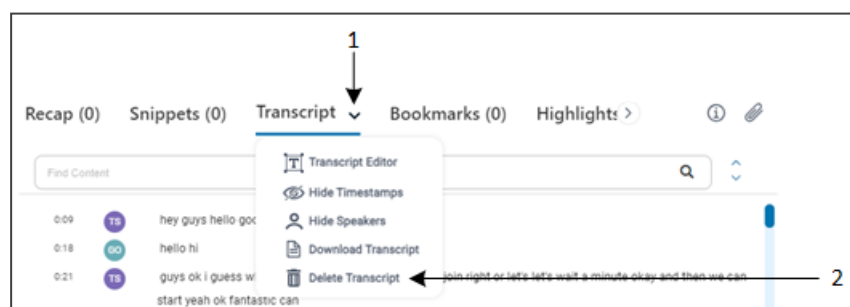 1
Recap (0) Snippets (0) Transcript Bookmarks (0) Highlights
Find Content
Transcript Editor
Hide Timestamps
Hide Speakers
Download Transcript
Delete Transcript
2
0:09 TS hey guys hello
0:18 GO hello hi
0:21 TS guys ok i guess join right or let's let's wait a minute okay and then we can
start yeah ok fantastic can